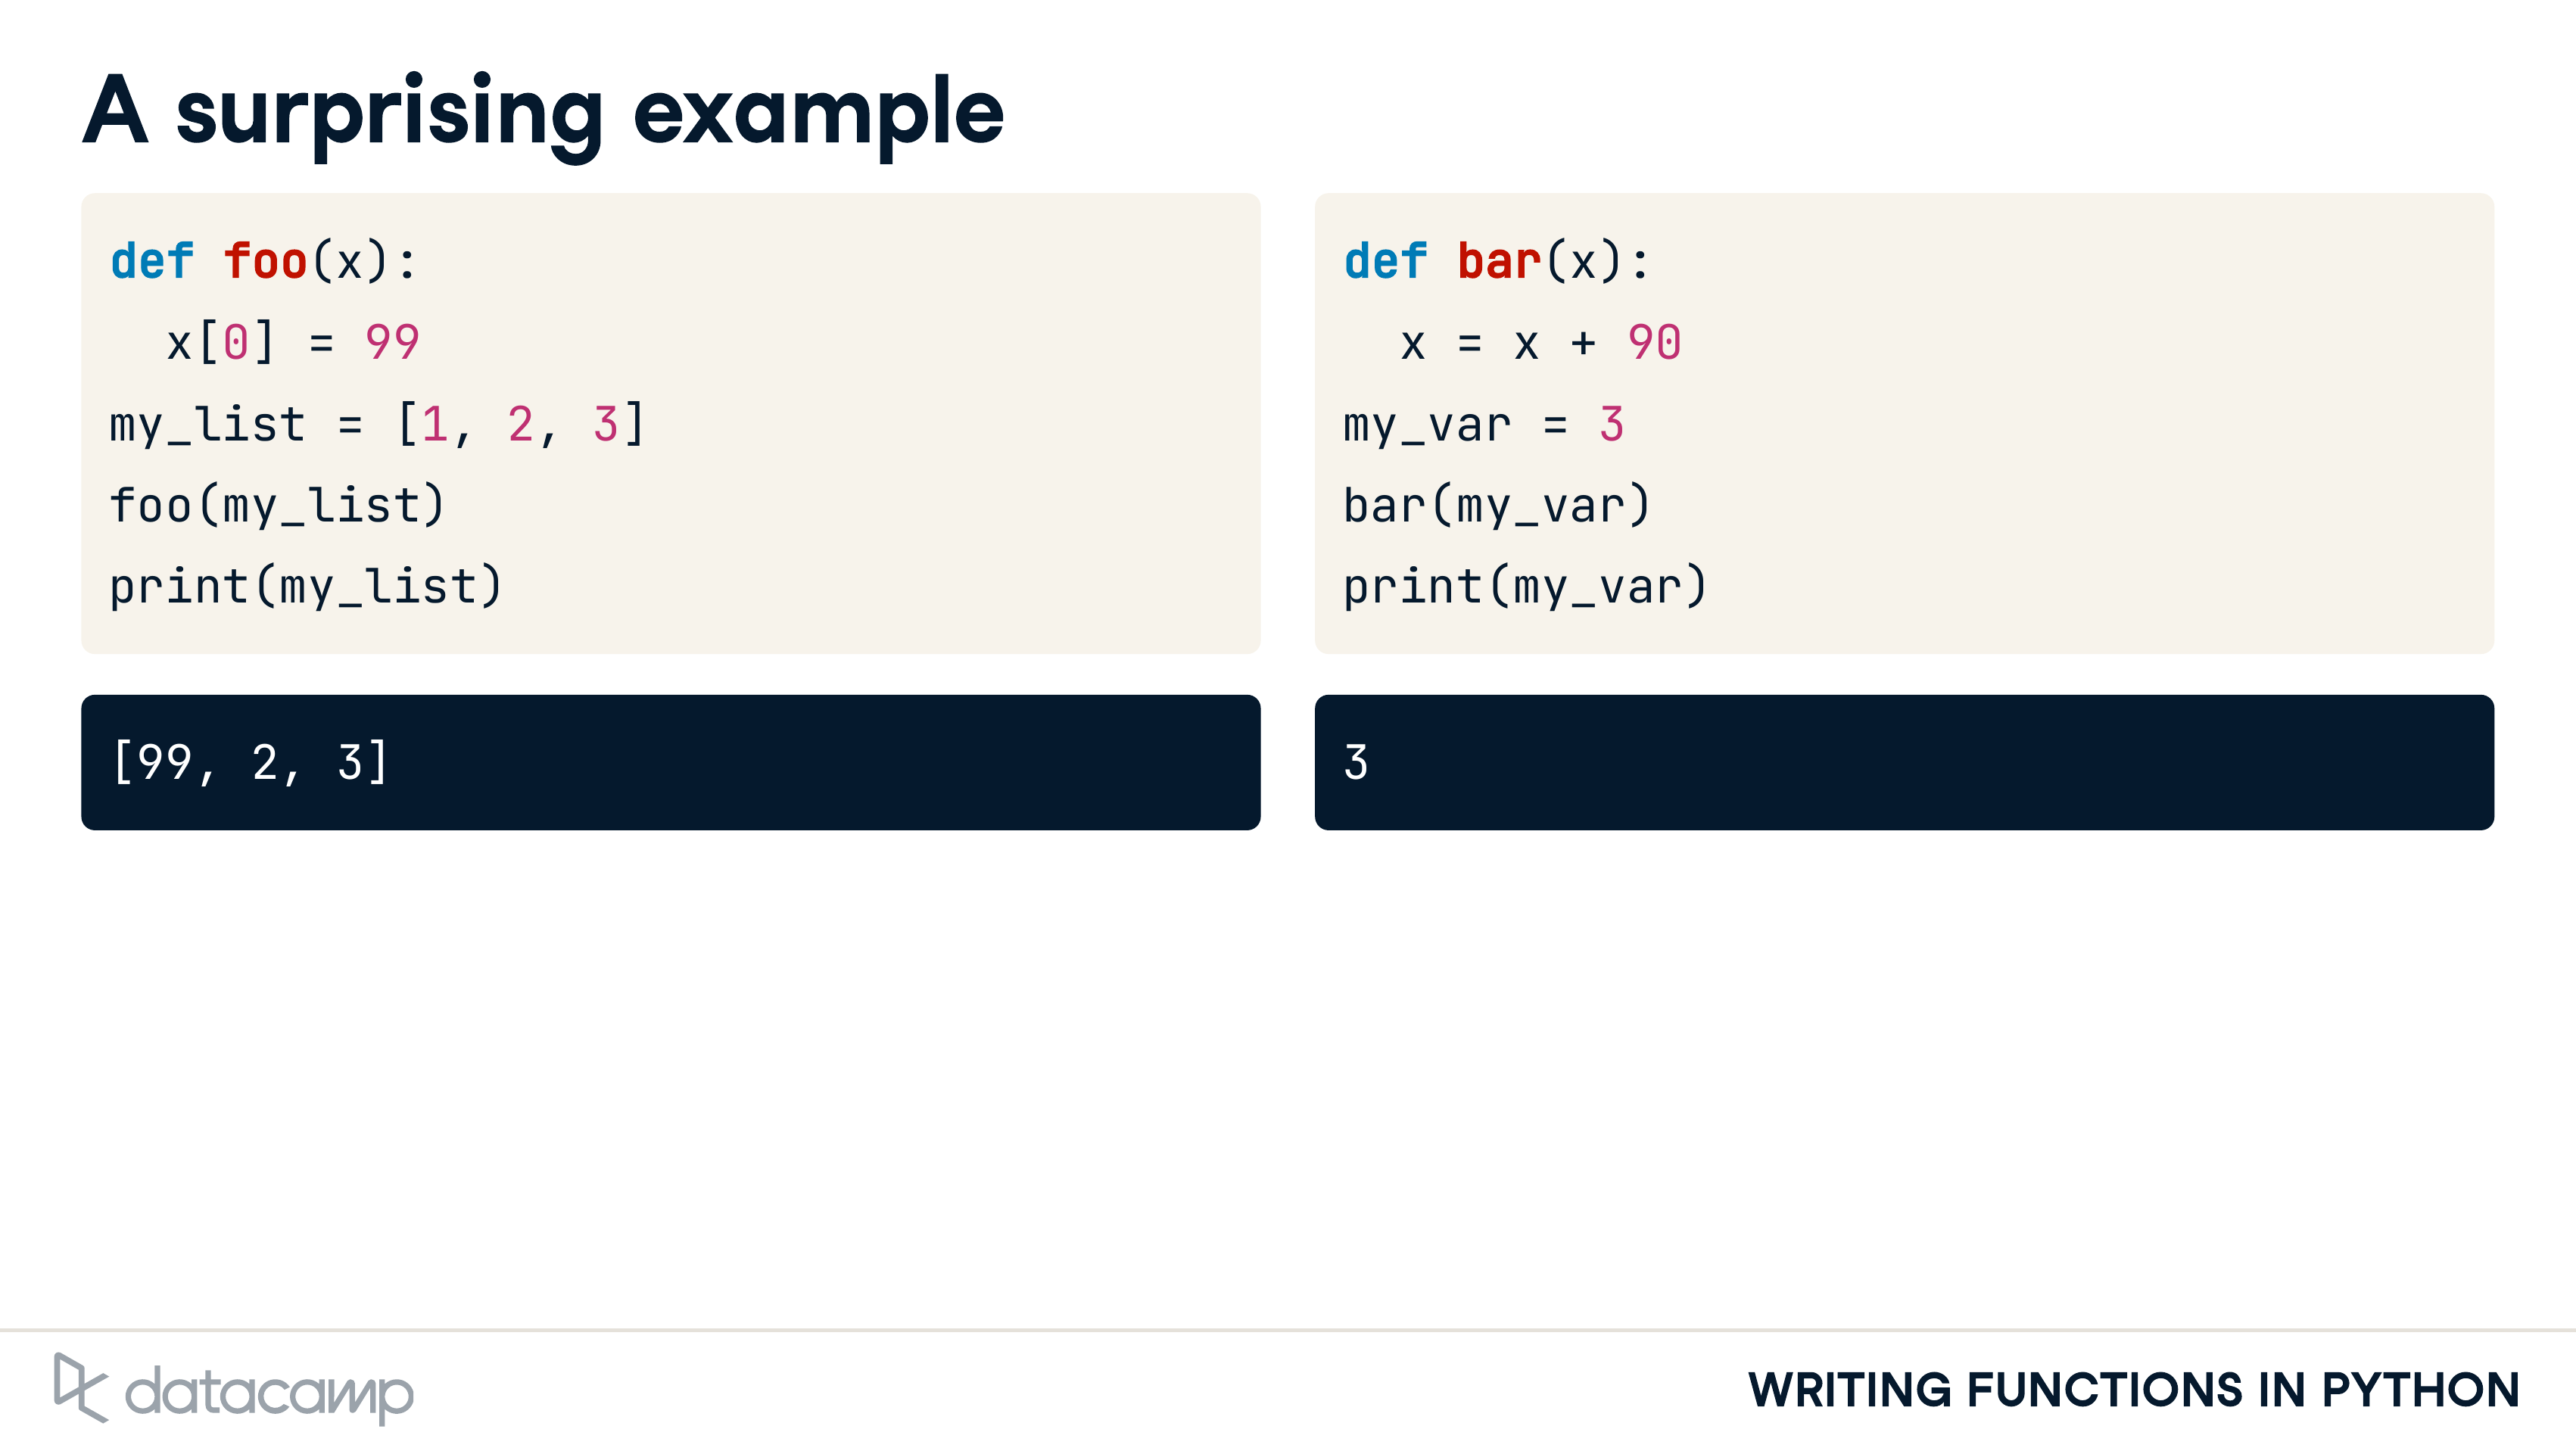 A surprising example
def foo(x):
  x[0] = 99
my_list = [1, 2, 3]
foo(my_list)
print(my_list)
[99, 2, 3]
def bar(x):
  x = x + 90
my_var = 3
bar(my_var)
print(my_var)
3
datacamp
WRITING FUNCTIONS IN PYTHON